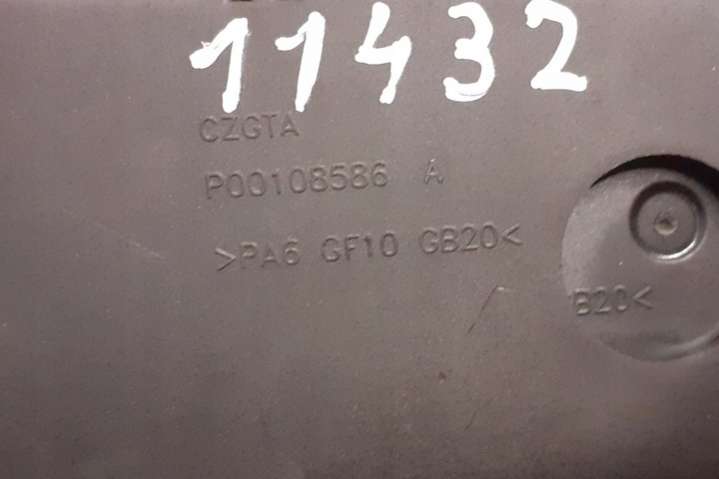 11432
CZGTA
P00108586 A
>PA6 GF10 GB20<
B20<